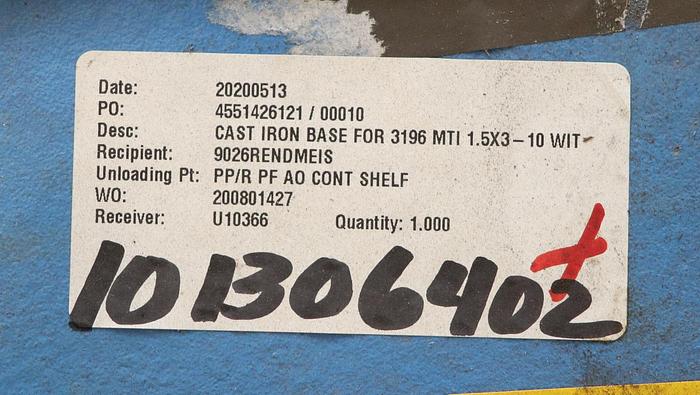 Date: 20200513
PO: 4551426121 / 00010
Desc: CAST IRON BASE FOR 3196 MTI 1.5X3-10 WIT
Recipient: 9026RENDMEIS
Unloading Pt: PP/R PF AO CONT SHELF
WO: 200801427
Receiver: U10366 Quantity: 1.000
101306402